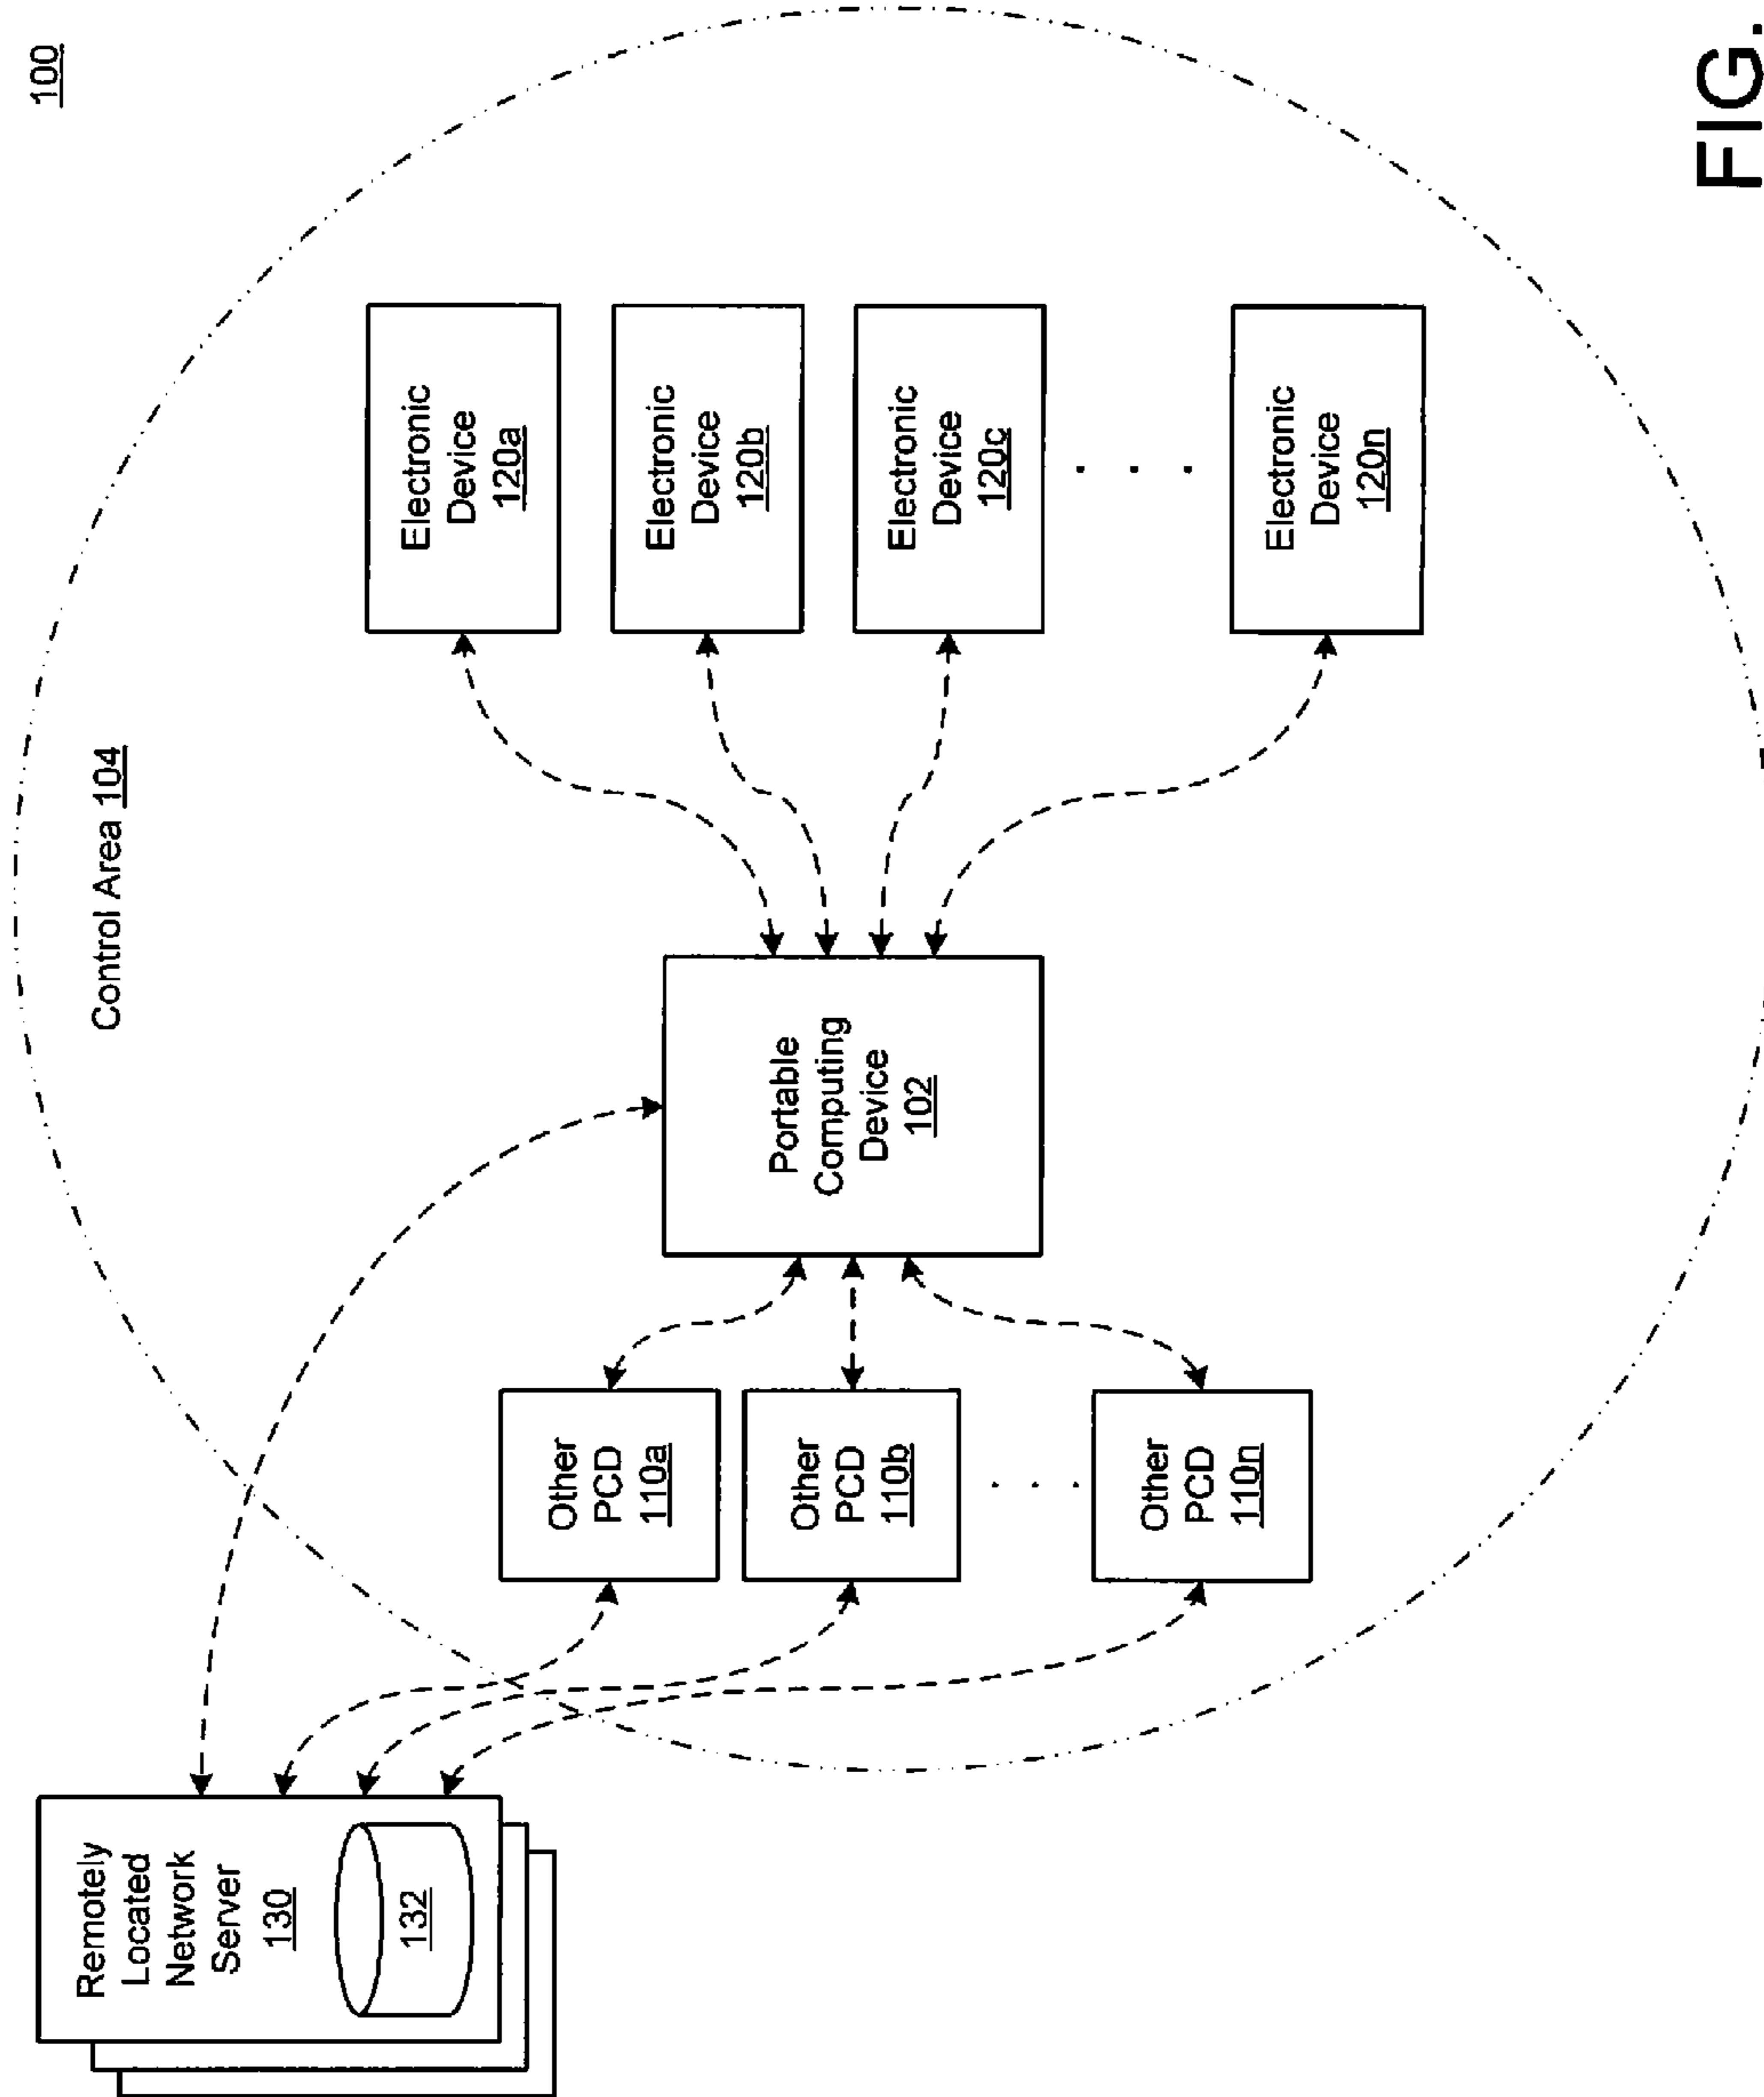 100
Control Area 104
Remotely
Located
Network
Server
130
132
Other
PCD
110a
Other
PCD
110b
. . . .
Other
PCD
110n
Portable
Computing
Device
102
Electronic
Device
120a
Electronic
Device
120b
Electronic
Device
120c
. . . .
Electronic
Device
120n
FIG.